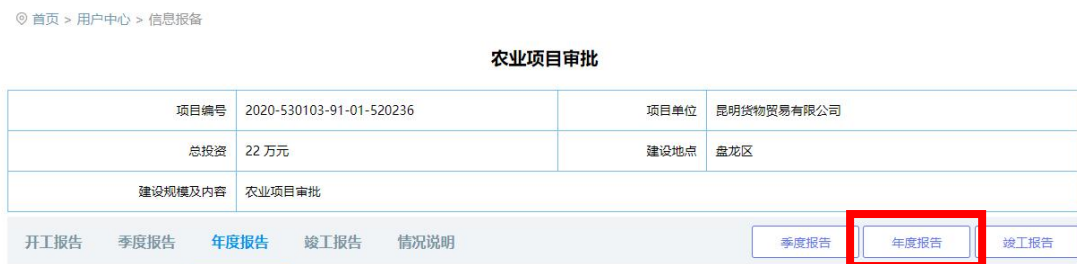 首页 > 用户中心 > 信息报备
农业项目审批
项目编号 2020-530103-91-01-520236 项目单位 昆明货物贸易有限公司
总投资 22 万元 建设地点 盘龙区
建设规模及内容 农业项目审批
开工报告 季度报告 年度报告 竣工报告 情况说明 季度报告 年度报告 竣工报告